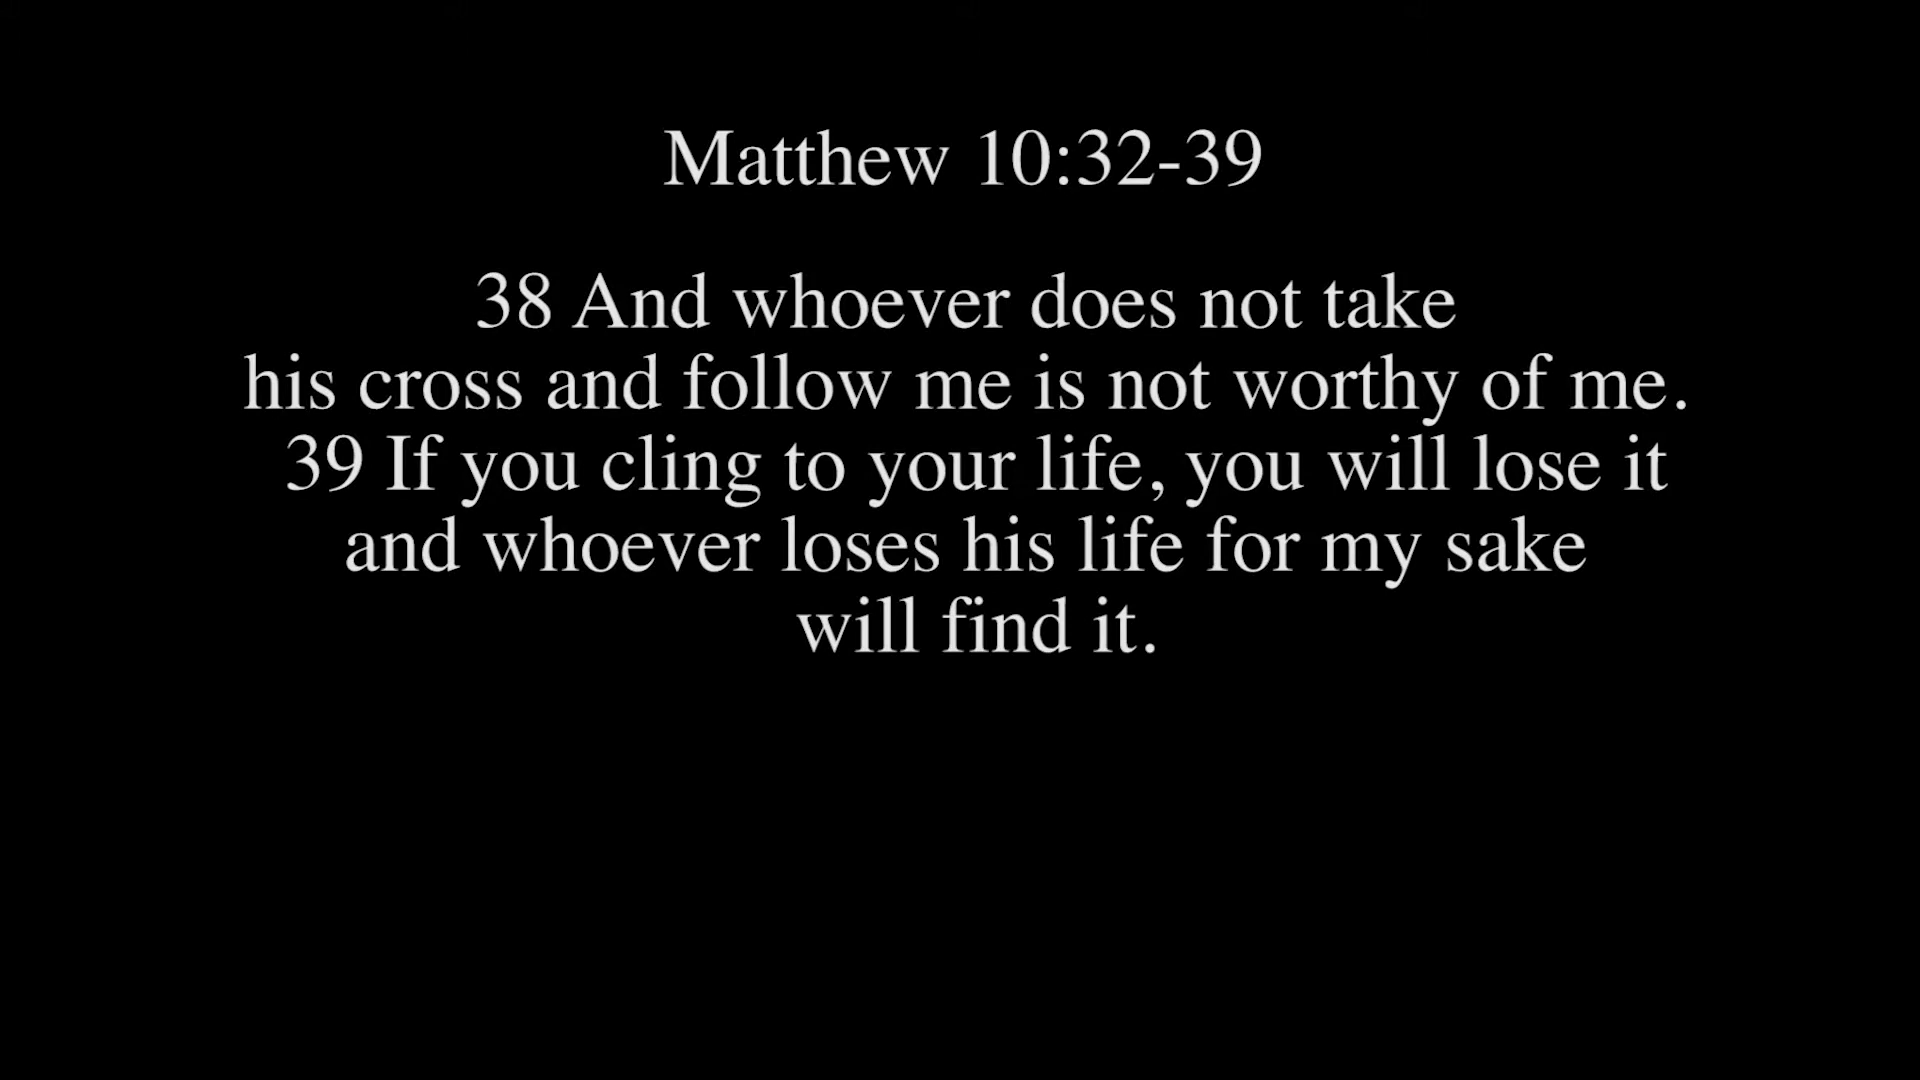 Matthew 10:32-39
38 And whoever does not take
his cross and follow me is not worthy of me.
39 If you cling to your life, you will lose it
and whoever loses his life for my sake
will find it.